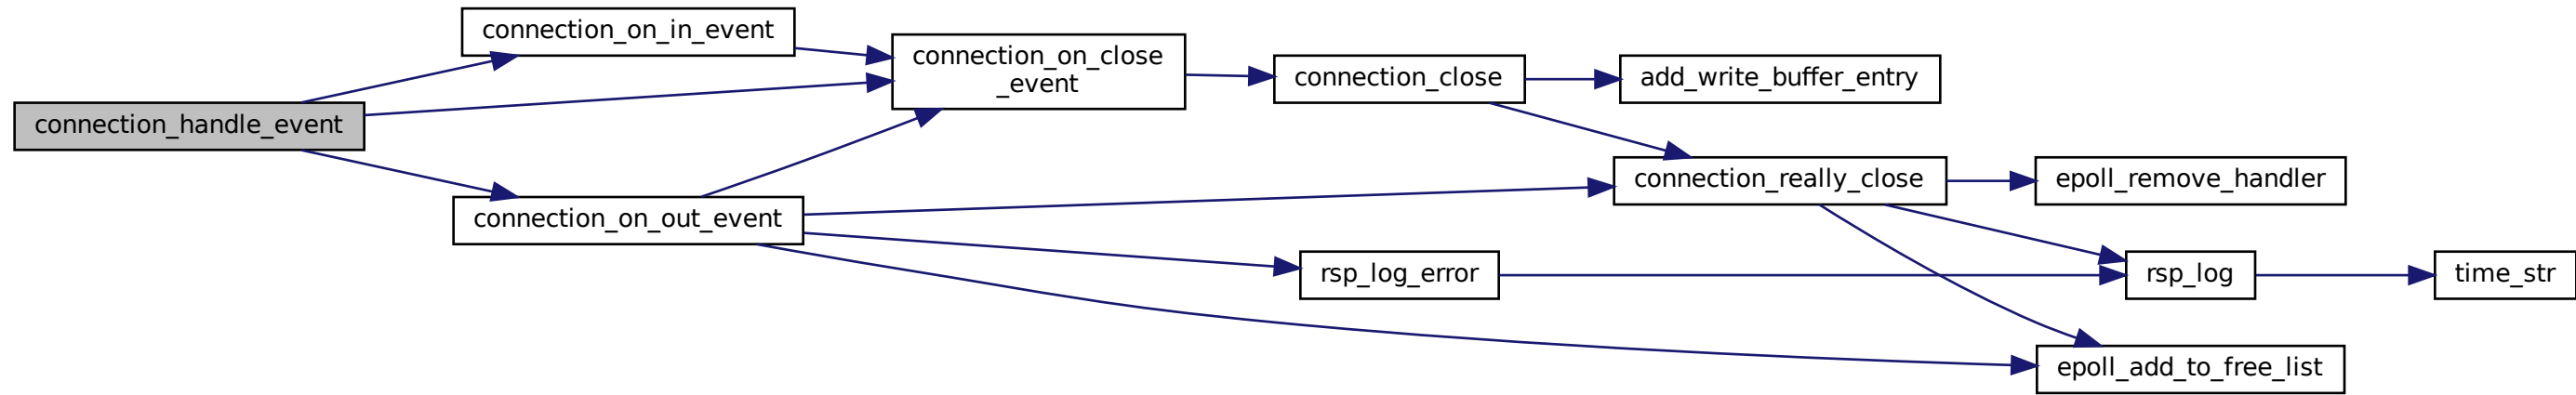 connection_handle_event
connection_on_in_event
connection_on_out_event
connection_on_close
_event
connection_close
add_write_buffer_entry
connection_really_close
rsp_log_error
epoll_remove_handler
rsp_log
epoll_add_to_free_list
time_str